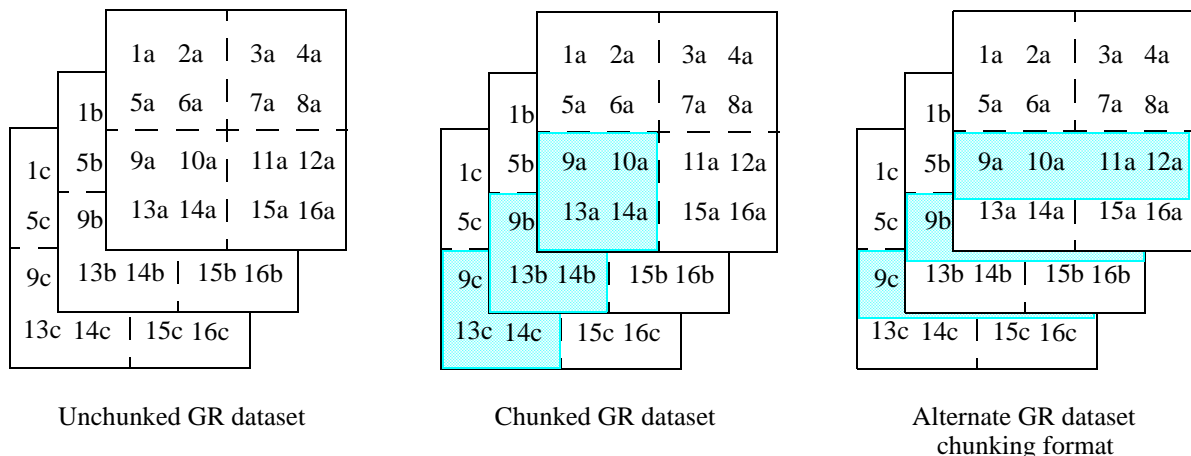 1a 2a 3a 4a
5a 6a 7a 8a
9a 10a 11a 12a
13a 14a 15a 16a
1b
5b
9b
13b 14b 15b 16b
1c
5c
9c
13c 14c 15c 16c
Unchunked GR dataset
1a 2a 3a 4a
5a 6a 7a 8a
9a 10a 11a 12a
13a 14a 15a 16a
1b
5b
9b
13b 14b 15b 16b
1c
5c
9c
13c 14c 15c 16c
Chunked GR dataset
1a 2a 3a 4a
5a 6a 7a 8a
9a 10a 11a 12a
13a 14a 15a 16a
1b
5b
9b
13b 14b 15b 16b
1c
5c
9c
13c 14c 15c 16c
Alternate GR dataset
chunking format